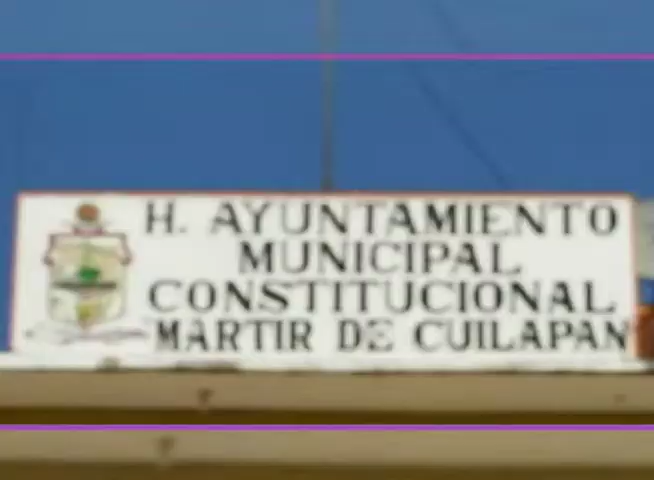 H. AYUNTAMIENTO
MUNICIPAL
CONSTITUCIONAL
MARTIR DE CUILAPAN